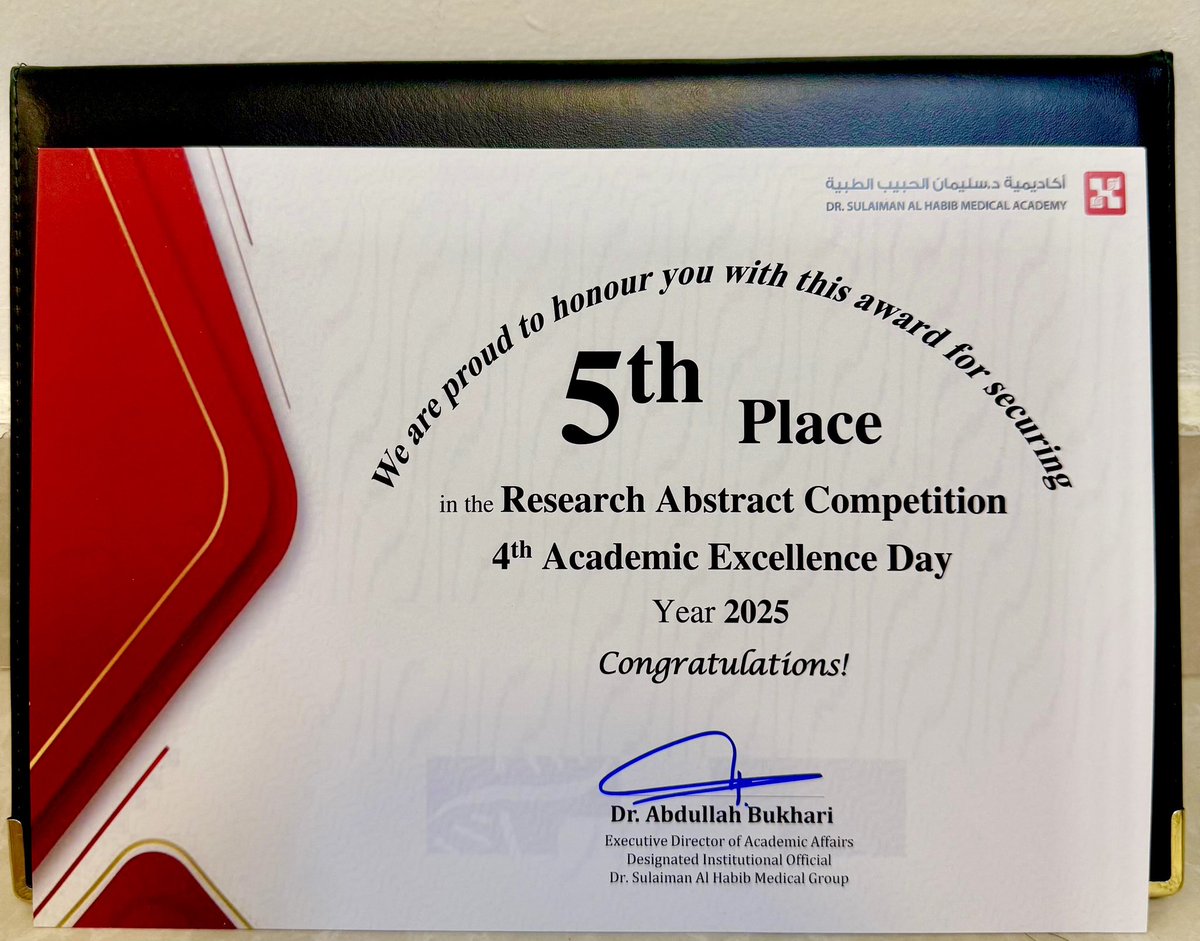 أكاديمية د.سليمان الحبيب الطبية
DR. SULAIMAN AL HABIB MEDICAL ACADEMY
We are proud to honour you with this award for securing
5th Place
in the Research Abstract Competition
4th Academic Excellence Day
Year 2025
Congratulations!
Dr. Abdullah Bukhari
Executive Director of Academic Affairs
Designated Institutional Official
Dr. Sulaiman Al Habib Medical Group